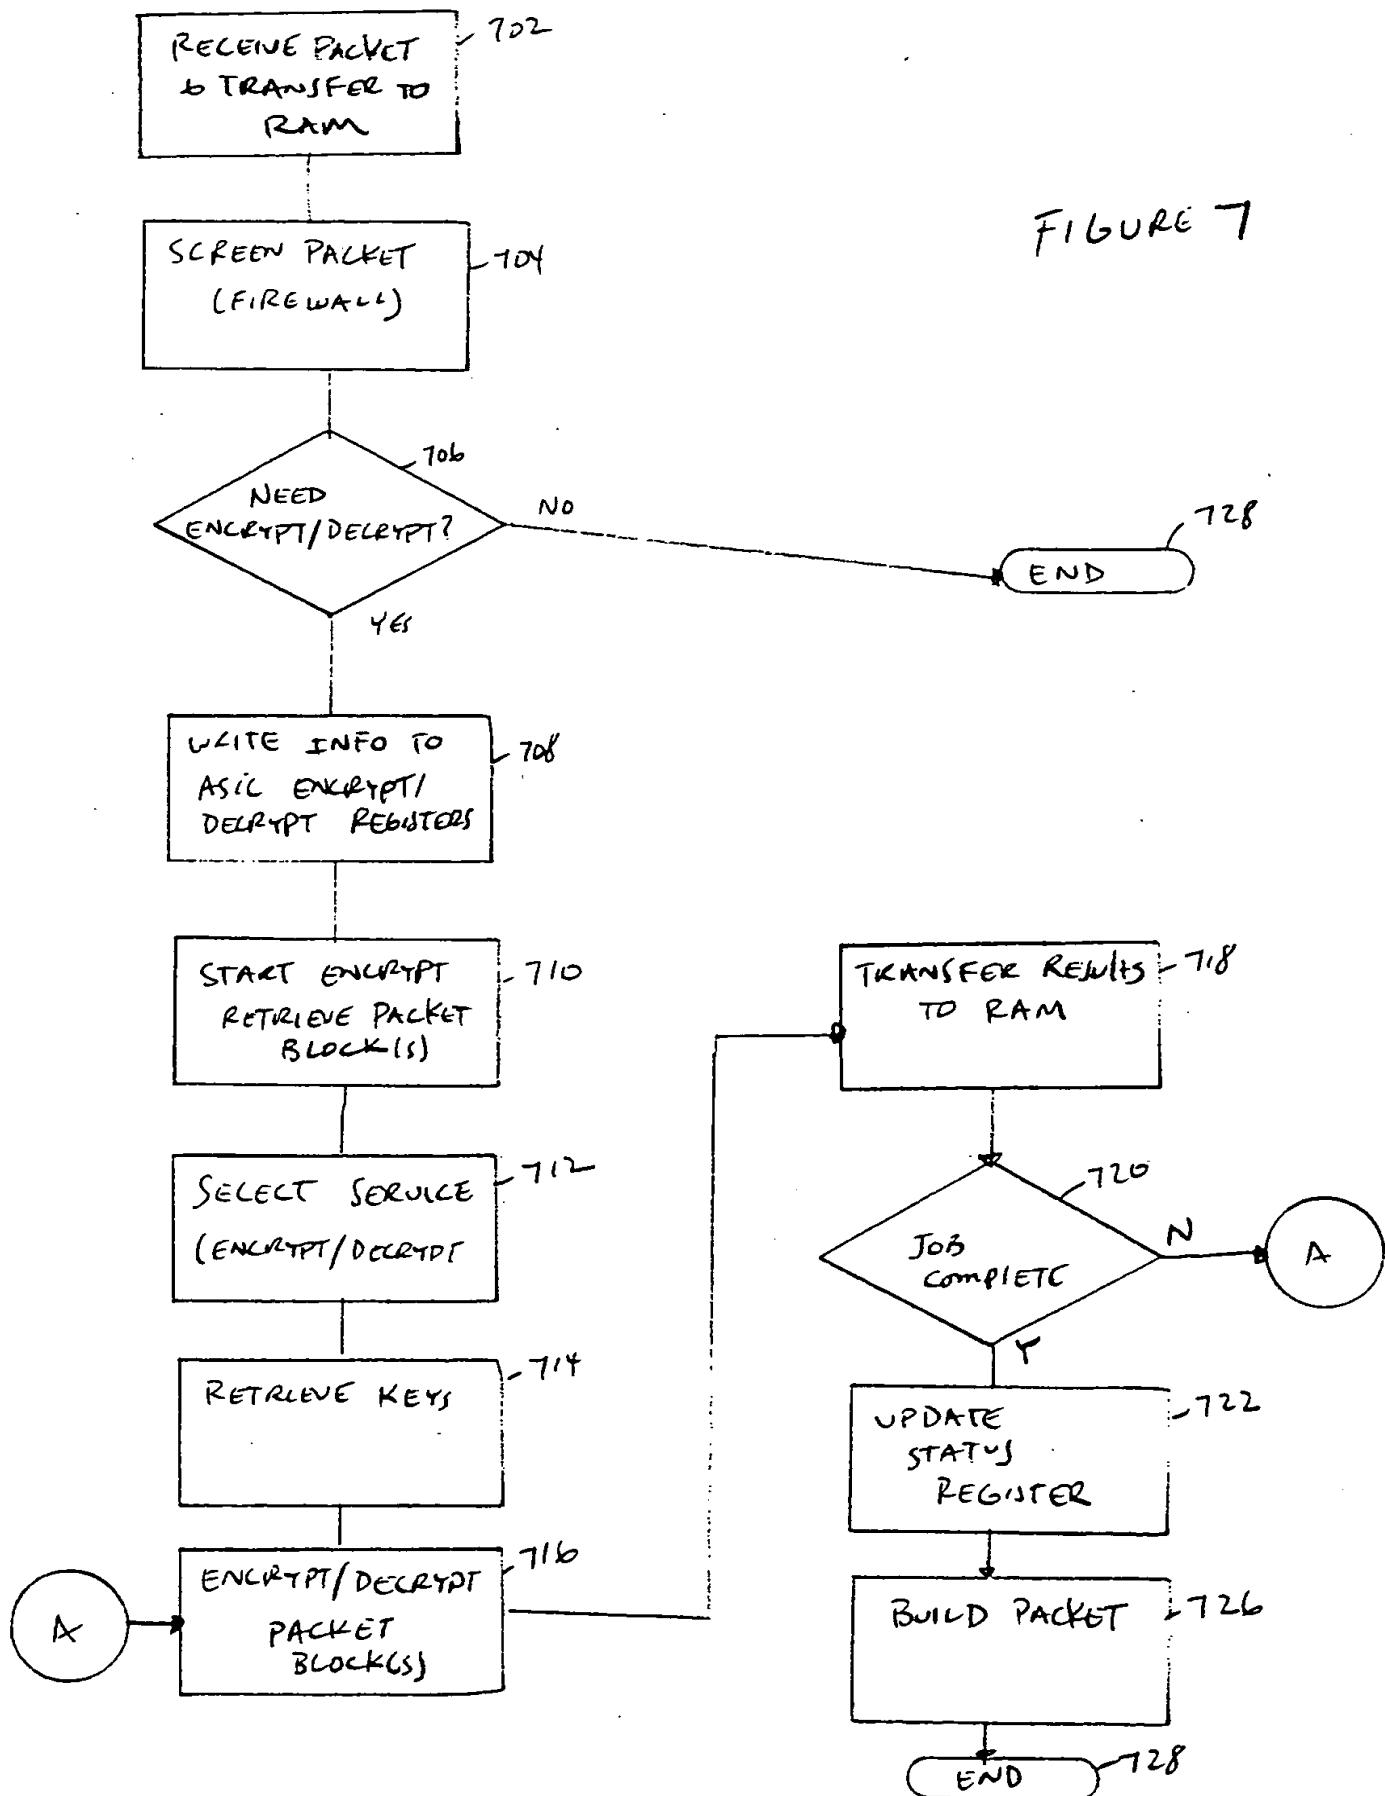 RECEIVE PACKET
& TRANSFER TO
RAM
702
SCREEN PACKET
(FIREWALL)
704
FIGURE 7
706
NEED
ENCRYPT/DECRYPT?
NO
YES
728
END
WRITE INFO TO
ASIC ENCRYPT/
DECRYPT REGISTERS
708
START ENCRYPT
RETRIEVE PACKET
BLOCK(S)
710
SELECT SERVICE
(ENCRYPT/DECRYPT
712
RETRIEVE KEYS
714
A
ENCRYPT/DECRYPT
PACKET
BLOCK(S)
716
TRANSFER RESULTS
TO RAM
718
720
JOB
COMPLETE
N
A
Y
UPDATE
STATUS
REGISTER
722
BUILD PACKET
726
END
728